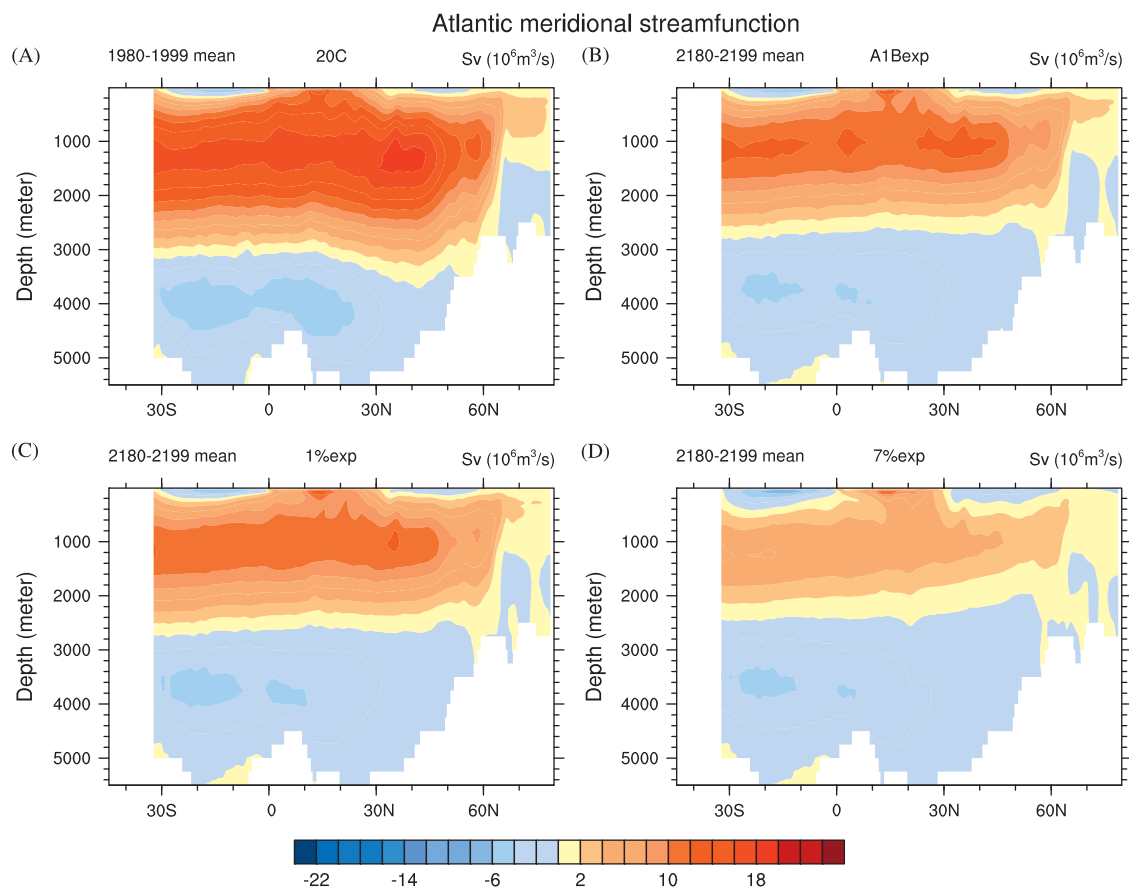 Atlantic meridional streamfunction
(A) 1980-1999 mean 20C Sv (10⁶m³/s)
Depth (meter)
1000
2000
3000
4000
5000
30S 0 30N 60N
(B) 2180-2199 mean A1Bexp Sv (10⁶m³/s)
Depth (meter)
1000
2000
3000
4000
5000
30S 0 30N 60N
(C) 2180-2199 mean 1%exp Sv (10⁶m³/s)
Depth (meter)
1000
2000
3000
4000
5000
30S 0 30N 60N
(D) 2180-2199 mean 7%exp Sv (10⁶m³/s)
Depth (meter)
1000
2000
3000
4000
5000
30S 0 30N 60N
-22 -14 -6 2 10 18